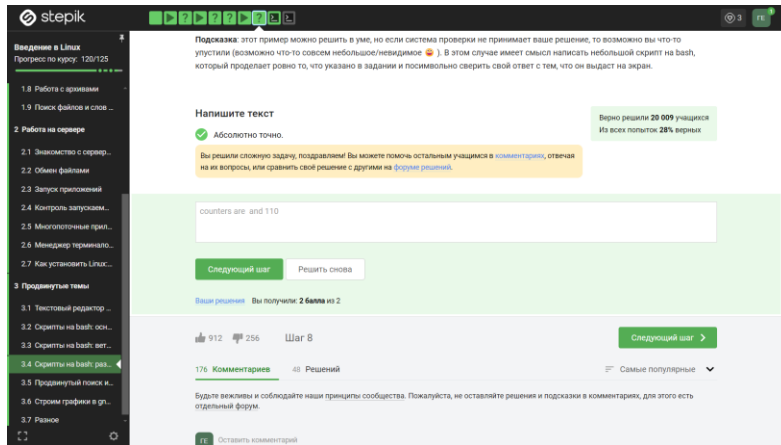 stepik
3
ГЕ
Введение в Linux
Прогресс по курсу: 120/125
1.8 Работа с архивами
1.9 Поиск файлов и слов ...
2 Работа на сервере
2.1 Знакомство с сервер...
2.2 Обмен файлами
2.3 Запуск приложений
2.4 Контроль запускаем...
2.5 Многопоточные прил...
2.6 Менеджер терминало...
2.7 Как установить Linux:...
3 Продвинутые темы
3.1 Текстовый редактор ...
3.2 Скрипты на bash: осн...
3.3 Скрипты на bash: вет...
3.4 Скрипты на bash: раз...
3.5 Продвинутый поиск и...
3.6 Строим графики в gn...
3.7 Разное
Подсказка: этот пример можно решить в уме, но если система проверки не принимает ваше решение, то возможно вы что-то
упустили (возможно что-то совсем небольшое/невидимое 😄 ). В этом случае имеет смысл написать небольшой скрипт на bash,
который проделает ровно то, что указано в задании и посимвольно сверить свой ответ с тем, что он выдаст на экран.
Напишите текст
Верно решили 20 009 учащихся
Из всех попыток 28% верных
Абсолютно точно.
Вы решили сложную задачу, поздравляем! Вы можете помочь остальным учащимся в комментариях, отвечая
на их вопросы, или сравнить своё решение с другими на форуме решений.
counters are  and 110
Следующий шаг
Решить снова
Ваши решения Вы получили: 2 балла из 2
912
256
Шаг 8
Следующий шаг
176 Комментариев
48 Решений
Самые популярные
Будьте вежливы и соблюдайте наши принципы сообщества. Пожалуйста, не оставляйте решения и подсказки в комментариях, для этого есть
отдельный форум.
ГЕ
Оставить комментарий